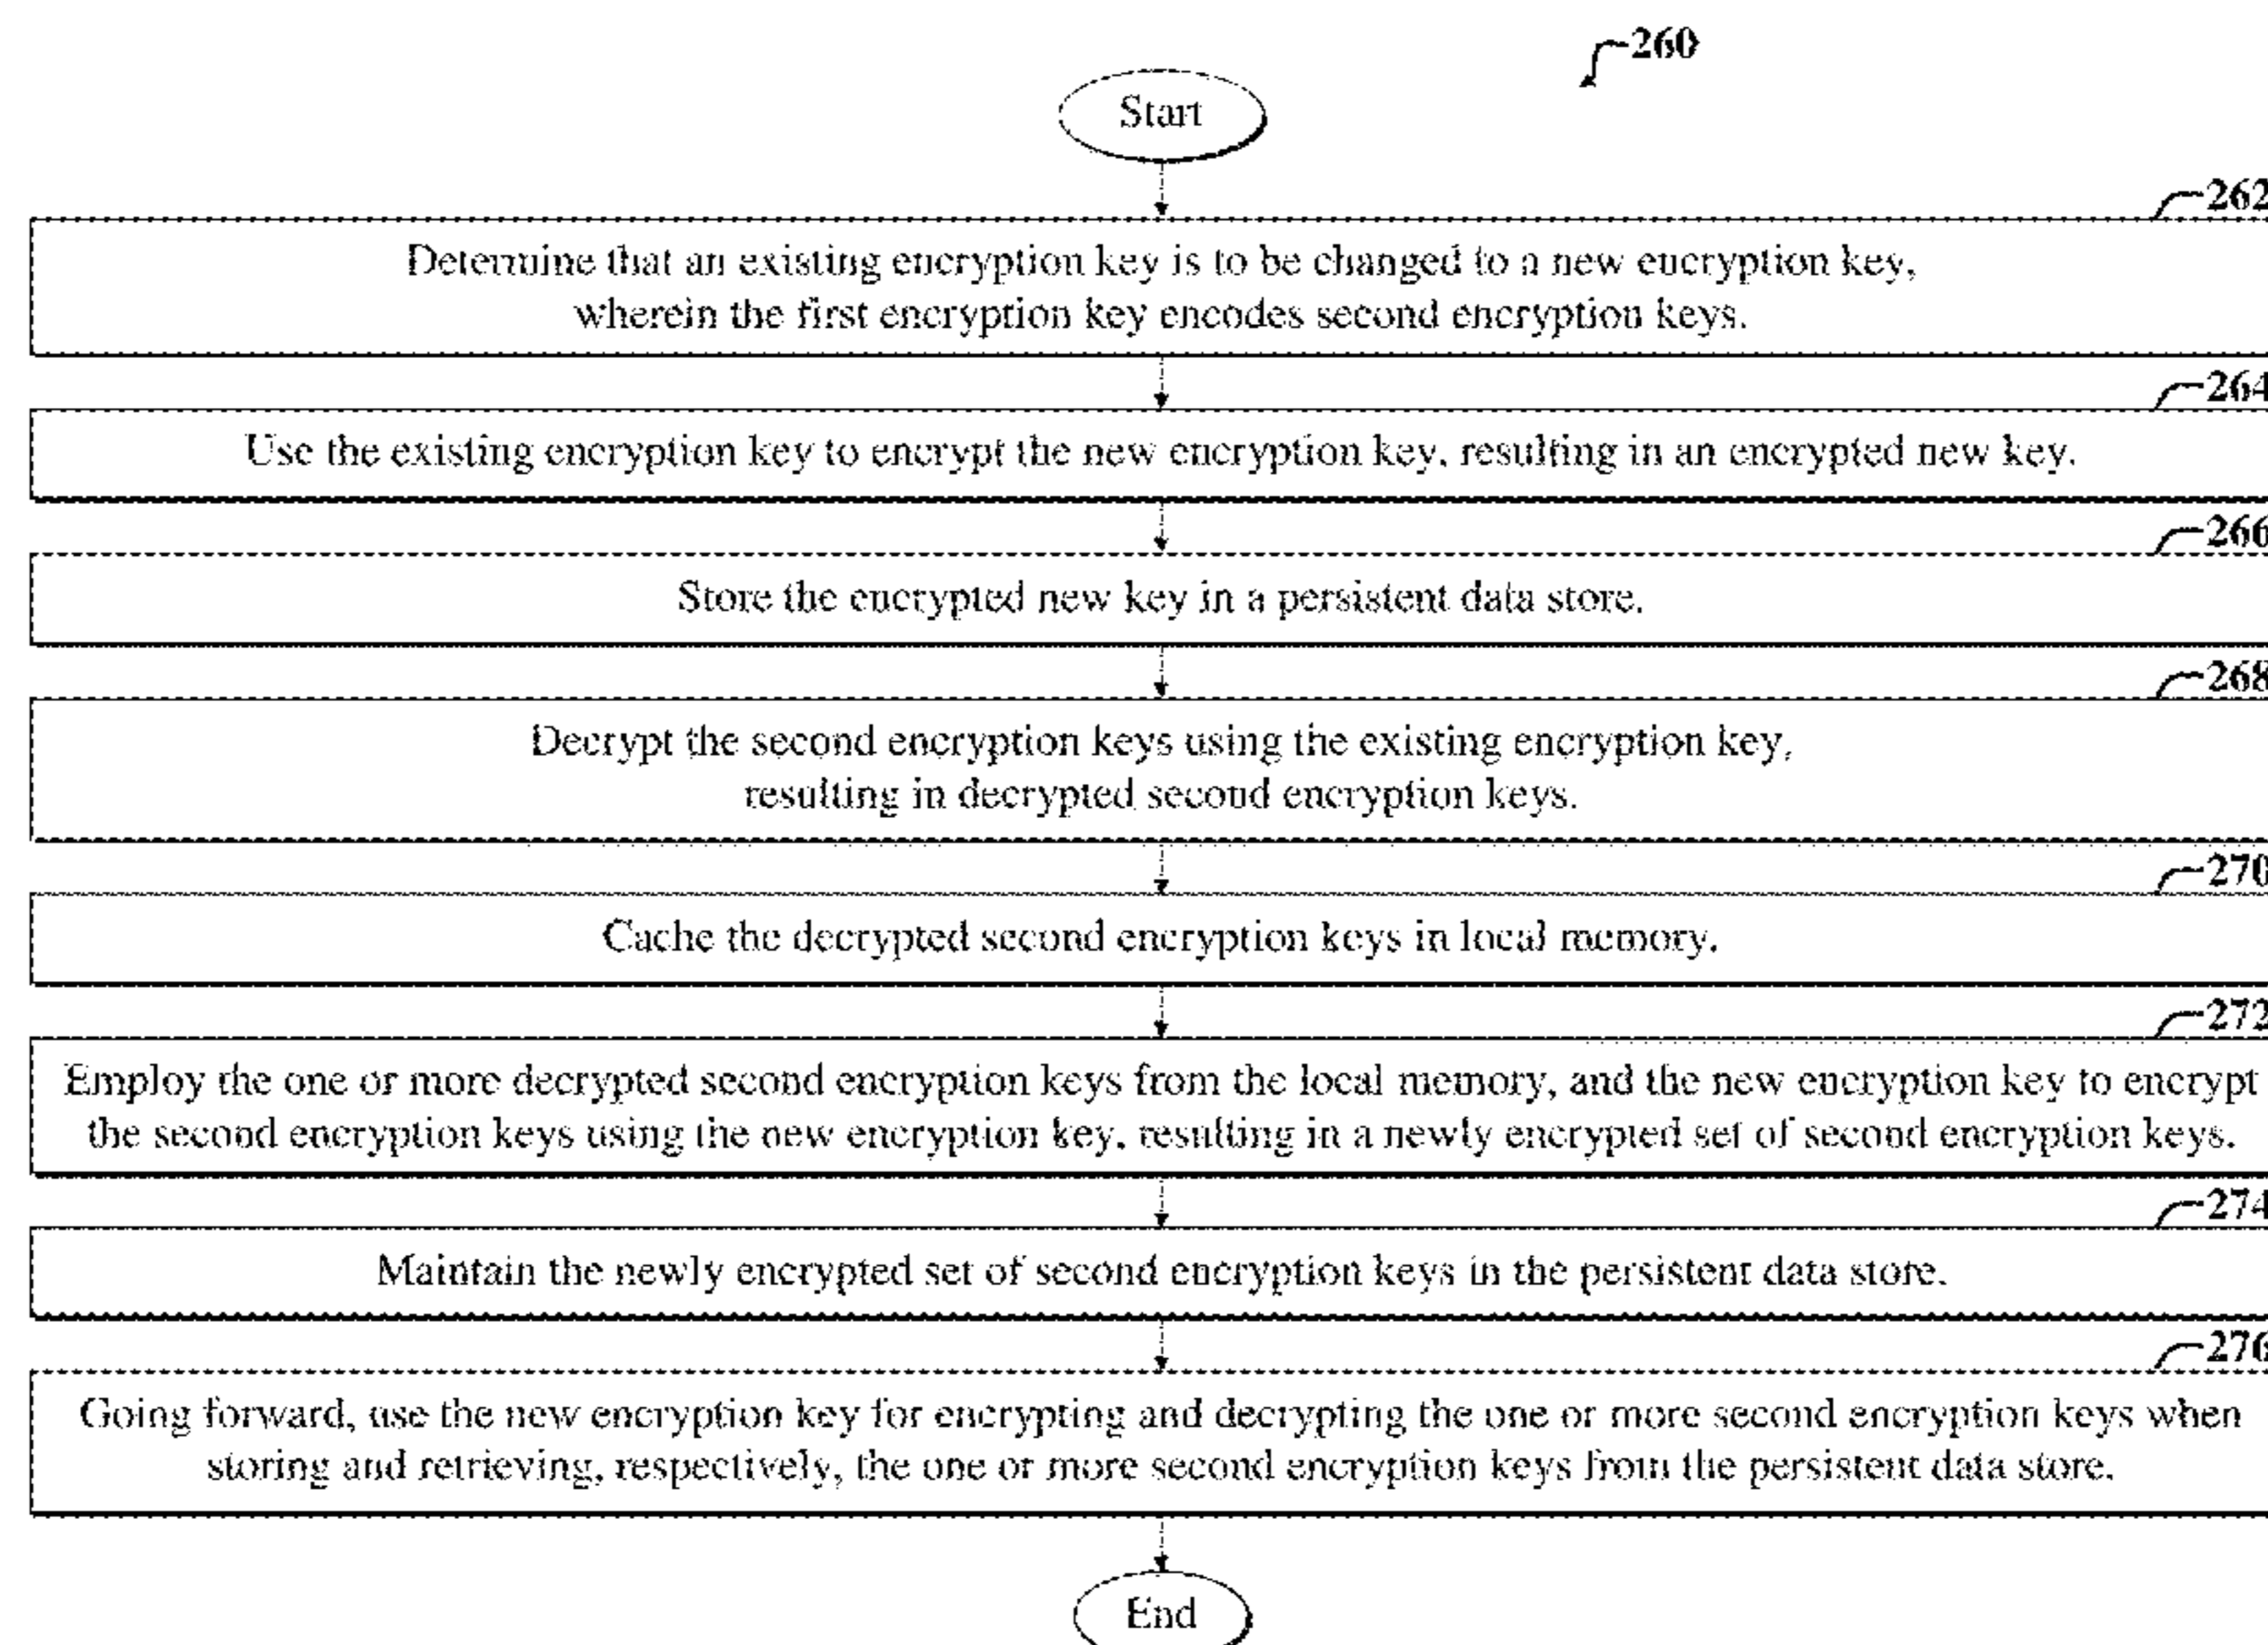 260
Start
262
Determine that an existing encryption key is to be changed to a new encryption key,
wherein the first encryption key encodes second encryption keys.
264
Use the existing encryption key to encrypt the new encryption key, resulting in an encrypted new key.
266
Store the encrypted new key in a persistent data store.
268
Decrypt the second encryption keys using the existing encryption key,
resulting in decrypted second encryption keys.
270
Cache the decrypted second encryption keys in local memory.
272
Employ the one or more decrypted second encryption keys from the local memory, and the new encryption key to encrypt
the second encryption keys using the new encryption key, resulting in a newly encrypted set of second encryption keys.
274
Maintain the newly encrypted set of second encryption keys in the persistent data store.
276
Going forward, use the new encryption key for encrypting and decrypting the one or more second encryption keys when
storing and retrieving, respectively, the one or more second encryption keys from the persistent data store.
End